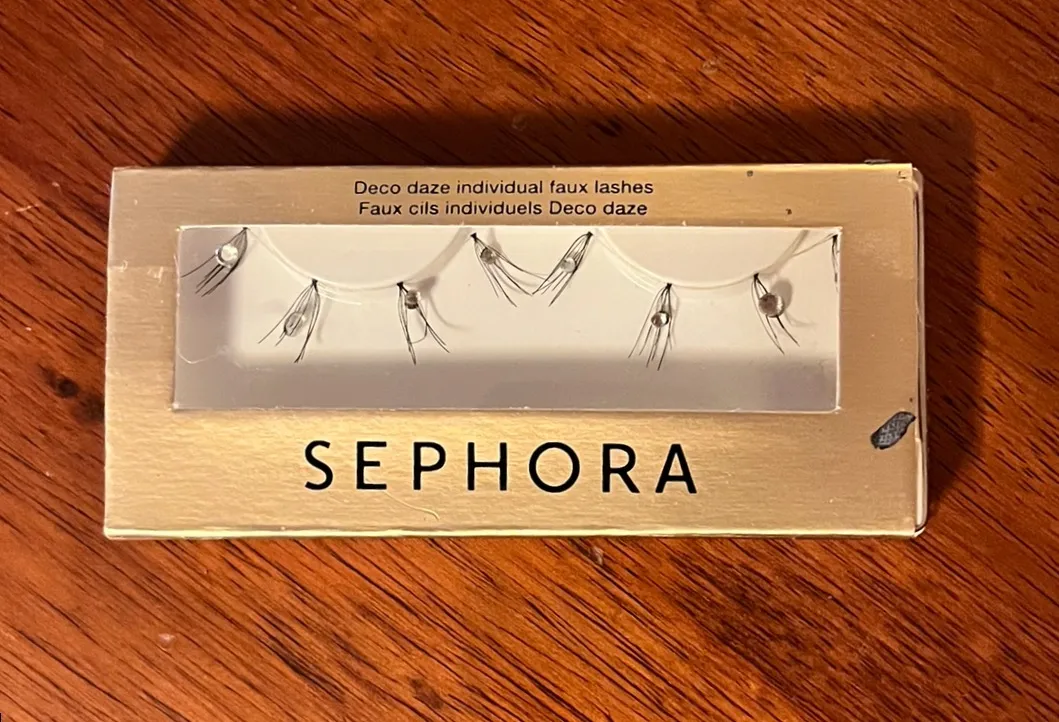 Deco daze individual faux lashes
Faux cils individuels Deco daze
SEPHORA